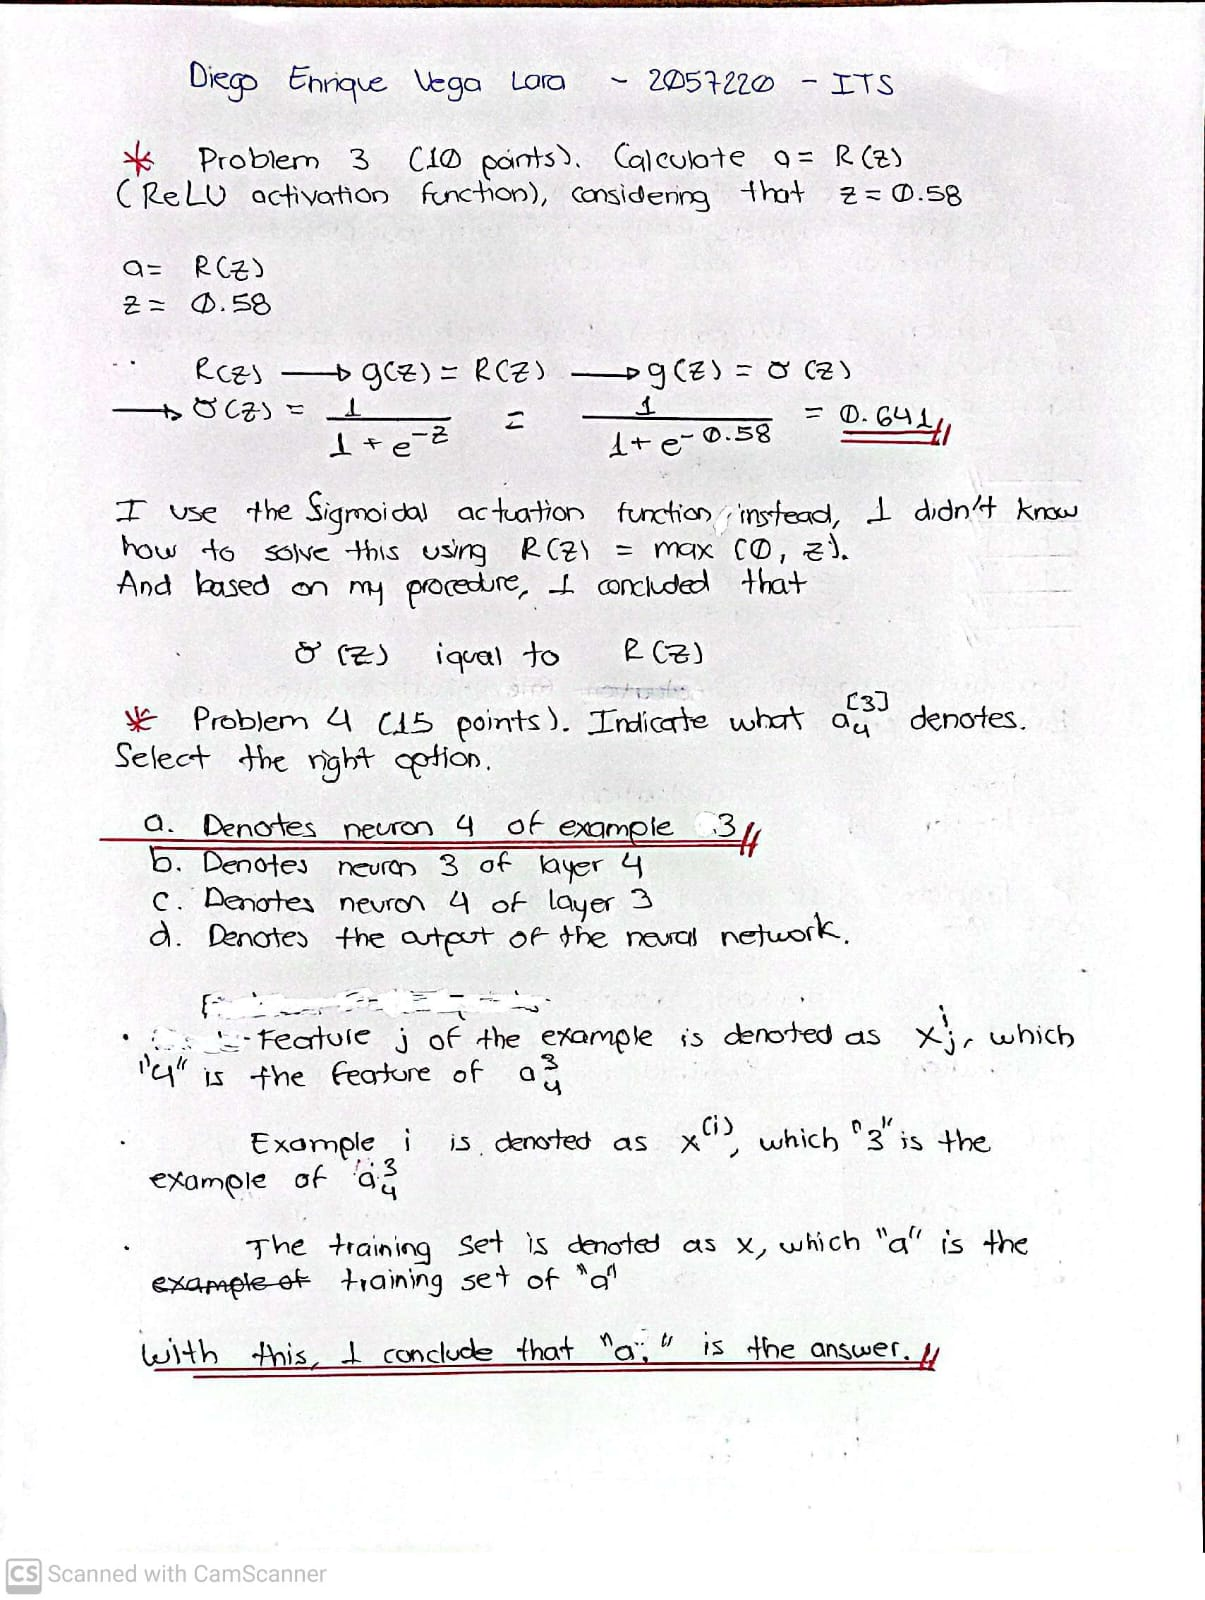 Diego Enrique Vega Lara - 2057220 - ITS
* Problem 3 (10 points). Calculate a = R(z)
(ReLU activation function), considering that z = 0.58
a = R(z)
z = 0.58
R(z) → g(z) = R(z) → g(z) = σ(z)
→ σ(z) = 1 / (1 + e^-z) = 1 / (1 + e^-0.58) = 0.641
I use the Sigmoidal actuation function instead, I didn't know
how to solve this using R(z) = max (0, z).
And based on my procedure, I concluded that
σ(z) iqual to R(z)
* Problem 4 (15 points). Indicate what a₄^[3] denotes.
Select the right option.
a. Denotes neuron 4 of example 3
b. Denotes neuron 3 of layer 4
c. Denotes neuron 4 of layer 3
d. Denotes the output of the neural network.
· Feature j of the example is denoted as x_j^i, which
"4" is the feature of a₄³
· Example i is denoted as x^(i), which "3" is the
example of a₄³
· The training set is denoted as x, which "a" is the
example of training set of "a"
With this, I conclude that "a." is the answer.
CS Scanned with CamScanner